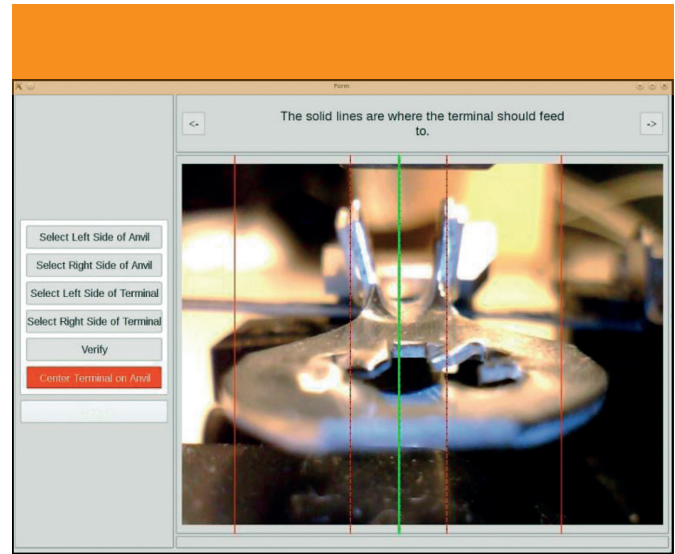 Form
<-
The solid lines are where the terminal should feed
to.
->
Select Left Side of Anvil
Select Right Side of Anvil
Select Left Side of Terminal
Select Right Side of Terminal
Verify
Center Terminal on Anvil